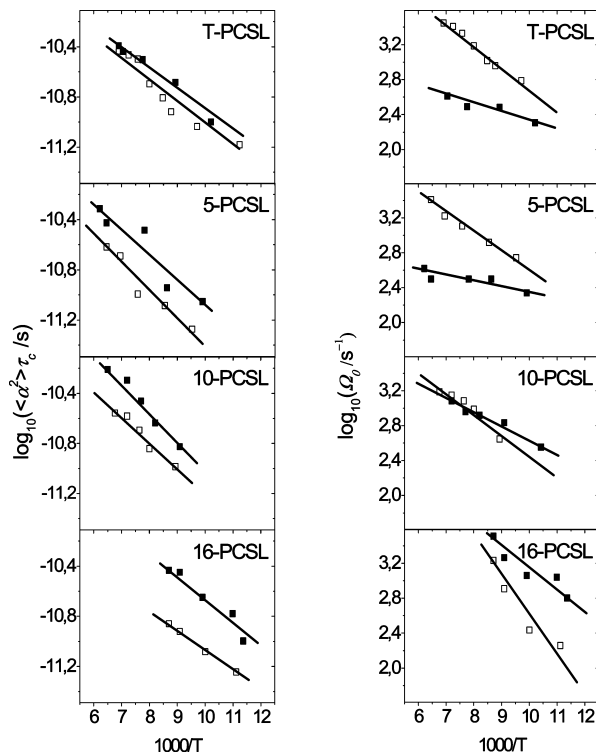 T-PCSL
-10,4
-10,8
-11,2
5-PCSL
-10,4
-10,8
-11,2
10-PCSL
-10,4
-10,8
-11,2
16-PCSL
-10,4
-10,8
-11,2
log₁₀(<α²> τ_c /s)
6 7 8 9 10 11 12
1000/T
T-PCSL
3,2
2,8
2,4
2,0
5-PCSL
3,2
2,8
2,4
2,0
10-PCSL
3,2
2,8
2,4
2,0
16-PCSL
3,2
2,8
2,4
2,0
log₁₀(Ω₀/s⁻¹)
6 7 8 9 10 11 12
1000/T